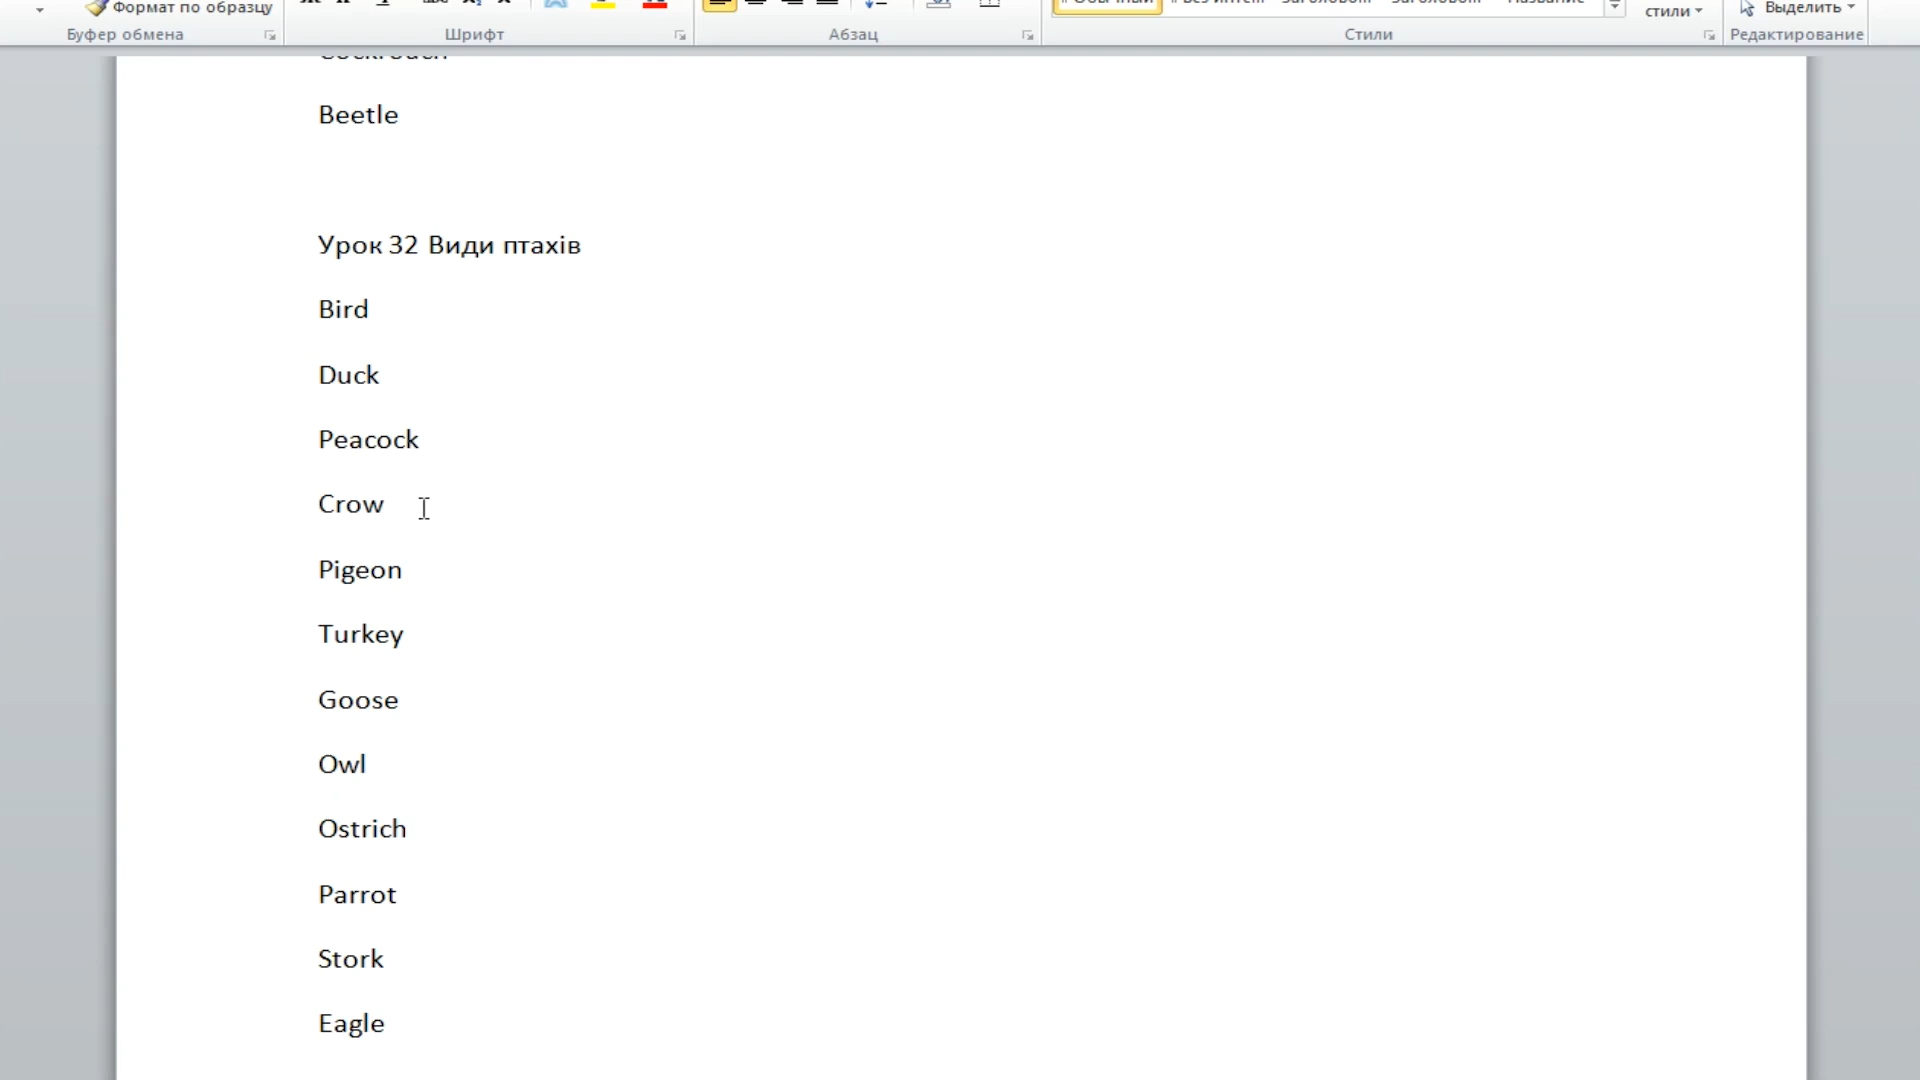 Формат по образцу
стили
Выделить
Буфер обмена
Шрифт
Абзац
Стили
Редактирование
Beetle
Урок 32 Види птахів
Bird
Duck
Peacock
Crow
Pigeon
Turkey
Goose
Owl
Ostrich
Parrot
Stork
Eagle